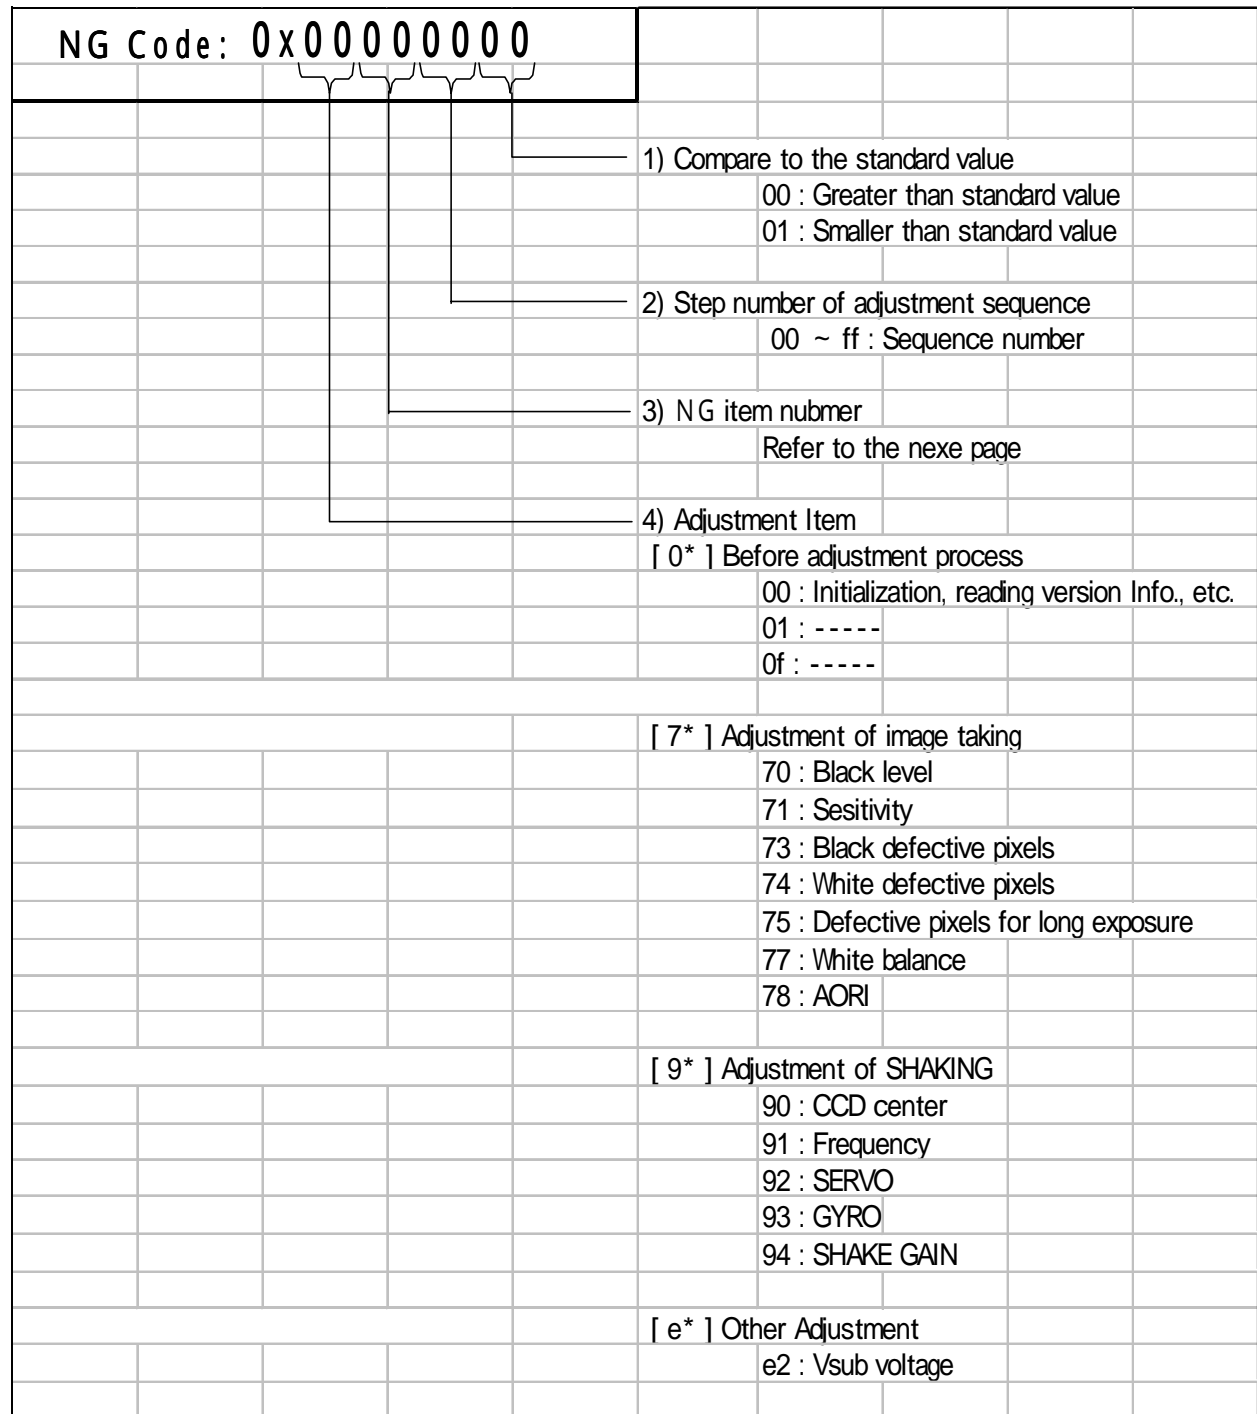 NG Code: 0x00000000
1) Compare to the standard value
00 : Greater than standard value
01 : Smaller than standard value
2) Step number of adjustment sequence
00 ~ ff : Sequence number
3) NG item nubmer
Refer to the nexe page
4) Adjustment Item
[ 0* ] Before adjustment process
00 : Initialization, reading version Info., etc.
01 : -----
0f : -----
[ 7* ] Adjustment of image taking
70 : Black level
71 : Sesitivity
73 : Black defective pixels
74 : White defective pixels
75 : Defective pixels for long exposure
77 : White balance
78 : AORI
[ 9* ] Adjustment of SHAKING
90 : CCD center
91 : Frequency
92 : SERVO
93 : GYRO
94 : SHAKE GAIN
[ e* ] Other Adjustment
e2 : Vsub voltage